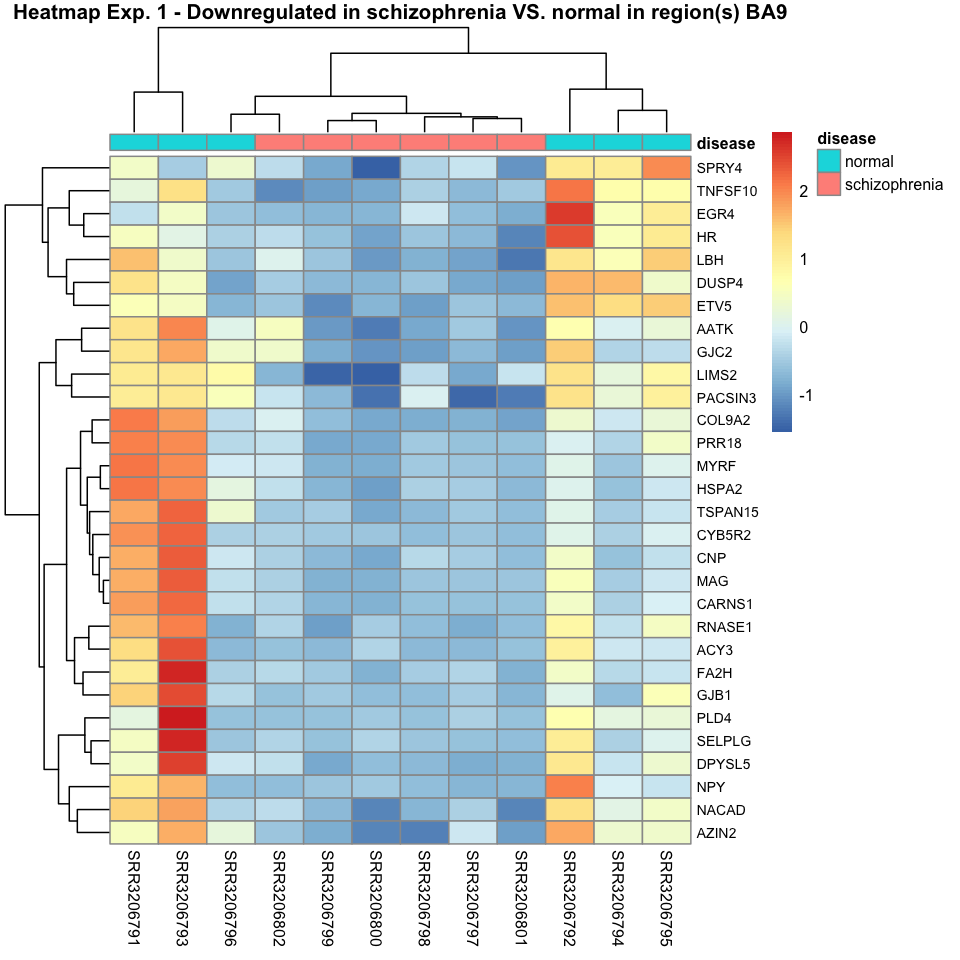 Heatmap Exp. 1 - Downregulated in schizophrenia VS. normal in region(s) BA9
disease
SPRY4
TNFSF10
EGR4
HR
LBH
DUSP4
ETV5
AATK
GJC2
LIMS2
PACSIN3
COL9A2
PRR18
MYRF
HSPA2
TSPAN15
CYB5R2
CNP
MAG
CARNS1
RNASE1
ACY3
FA2H
GJB1
PLD4
SELPLG
DPYSL5
NPY
NACAD
AZIN2
2
1
0
-1
disease
normal
schizophrenia
SRR3206791
SRR3206793
SRR3206796
SRR3206802
SRR3206799
SRR3206800
SRR3206798
SRR3206797
SRR3206801
SRR3206792
SRR3206794
SRR3206795